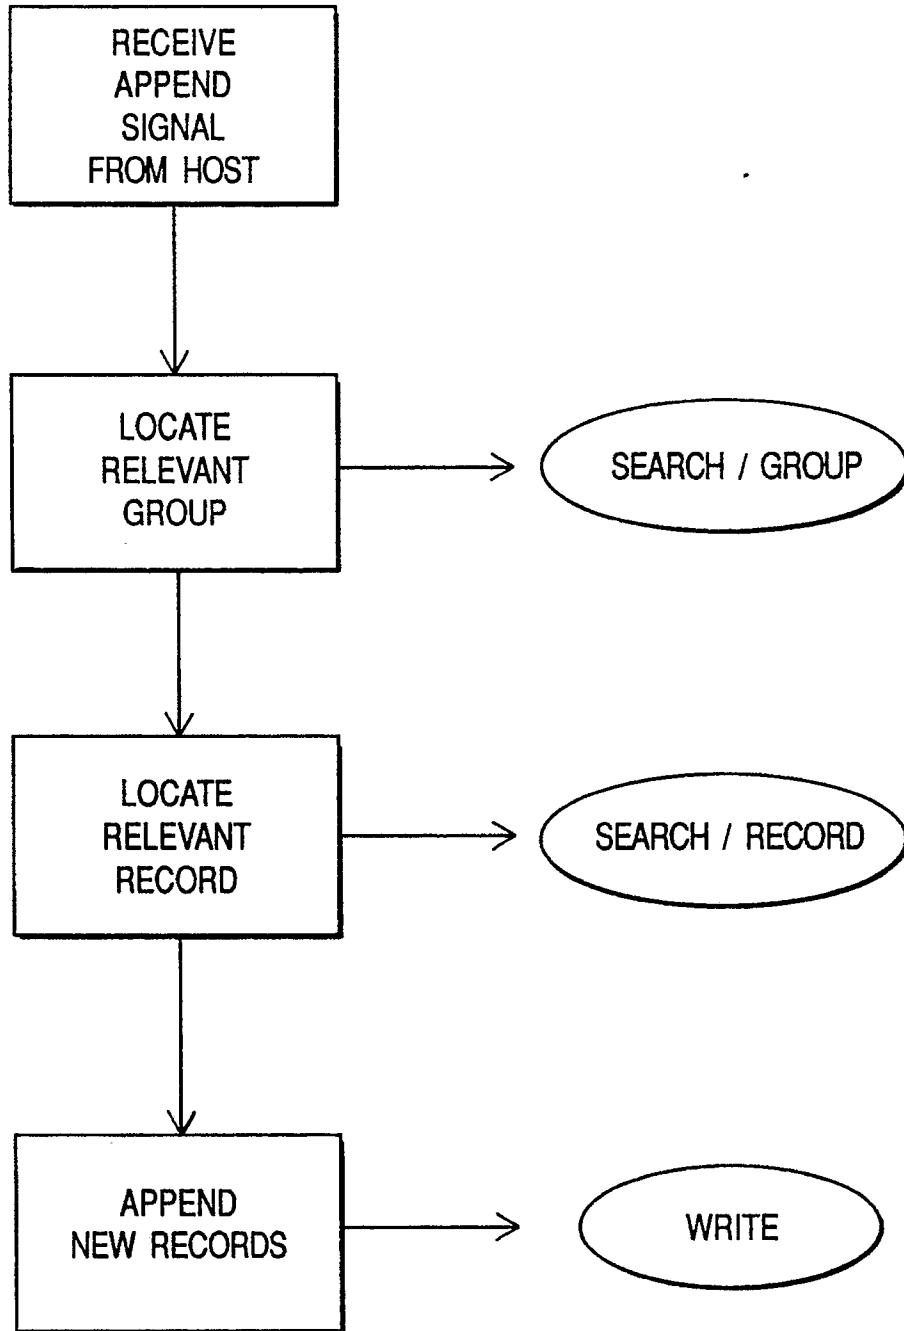 RECEIVE
APPEND
SIGNAL
FROM HOST
LOCATE
RELEVANT
GROUP
SEARCH / GROUP
LOCATE
RELEVANT
RECORD
SEARCH / RECORD
APPEND
NEW RECORDS
WRITE